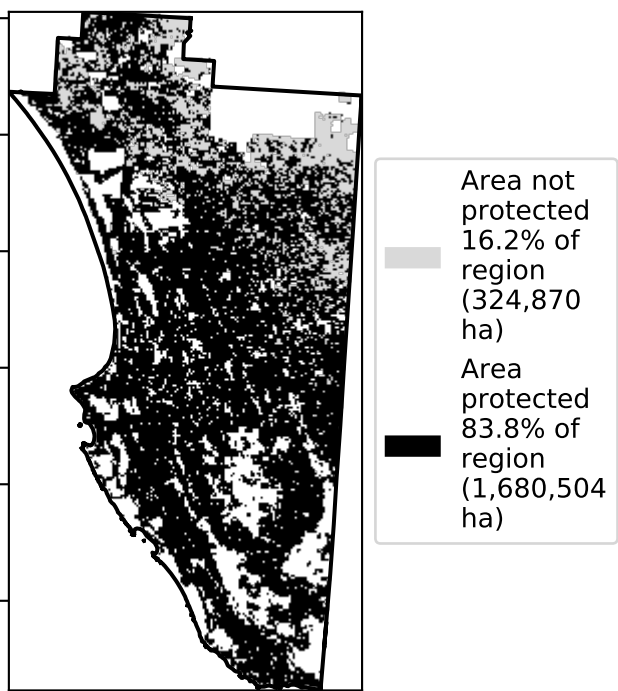 Area not
protected
16.2% of
region
(324,870
ha)
Area
protected
83.8% of
region
(1,680,504
ha)